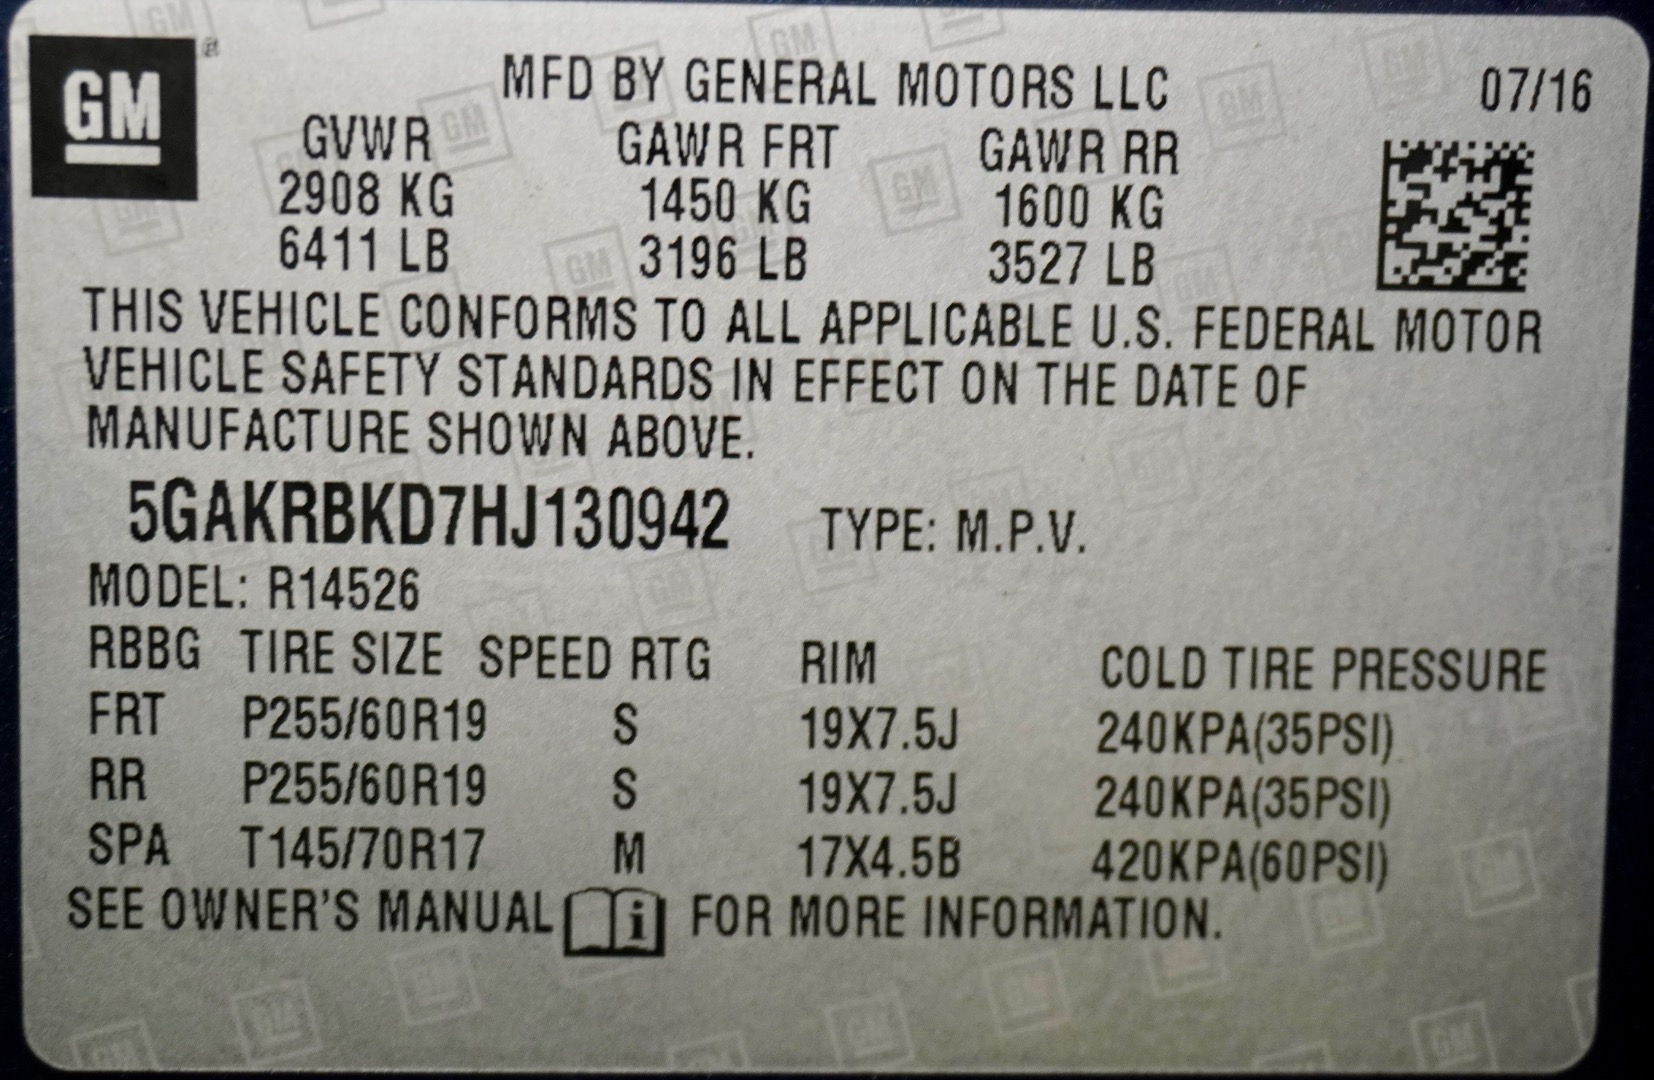 GM ®
MFD BY GENERAL MOTORS LLC 07/16
GVWR GAWR FRT GAWR RR
2908 KG 1450 KG 1600 KG
6411 LB 3196 LB 3527 LB
THIS VEHICLE CONFORMS TO ALL APPLICABLE U.S. FEDERAL MOTOR
VEHICLE SAFETY STANDARDS IN EFFECT ON THE DATE OF
MANUFACTURE SHOWN ABOVE.
5GAKRBKD7HJ130942 TYPE: M.P.V.
MODEL: R14526
RBBG TIRE SIZE SPEED RTG RIM COLD TIRE PRESSURE
FRT P255/60R19 S 19X7.5J 240KPA(35PSI)
RR P255/60R19 S 19X7.5J 240KPA(35PSI)
SPA T145/70R17 M 17X4.5B 420KPA(60PSI)
SEE OWNER'S MANUAL i FOR MORE INFORMATION.